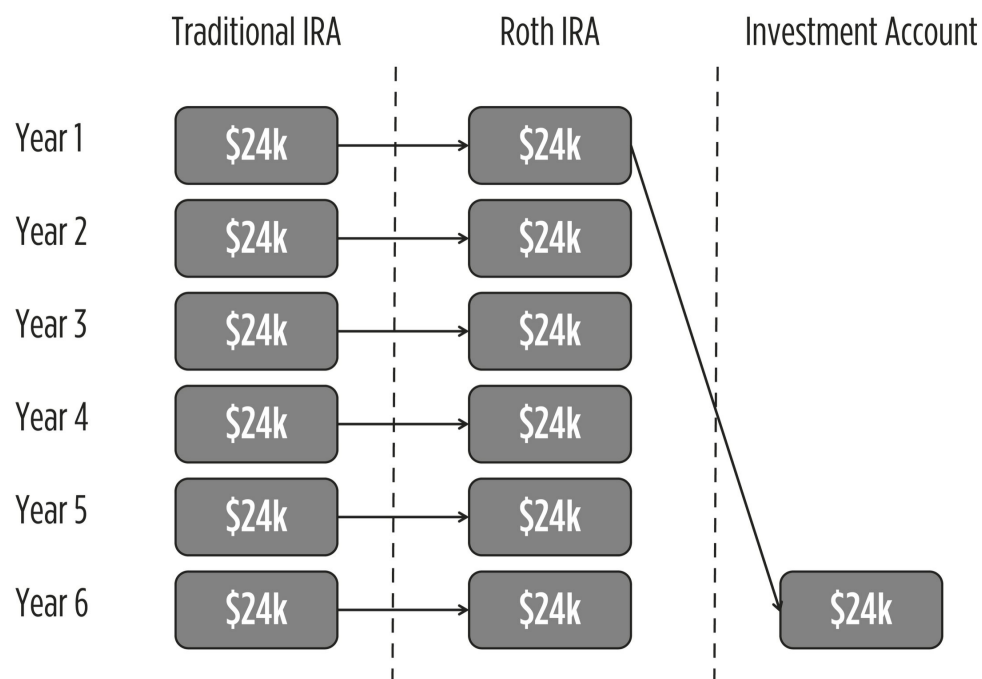 Traditional IRA Roth IRA Investment Account
Year 1 $24k $24k
Year 2 $24k $24k
Year 3 $24k $24k
Year 4 $24k $24k
Year 5 $24k $24k
Year 6 $24k $24k $24k